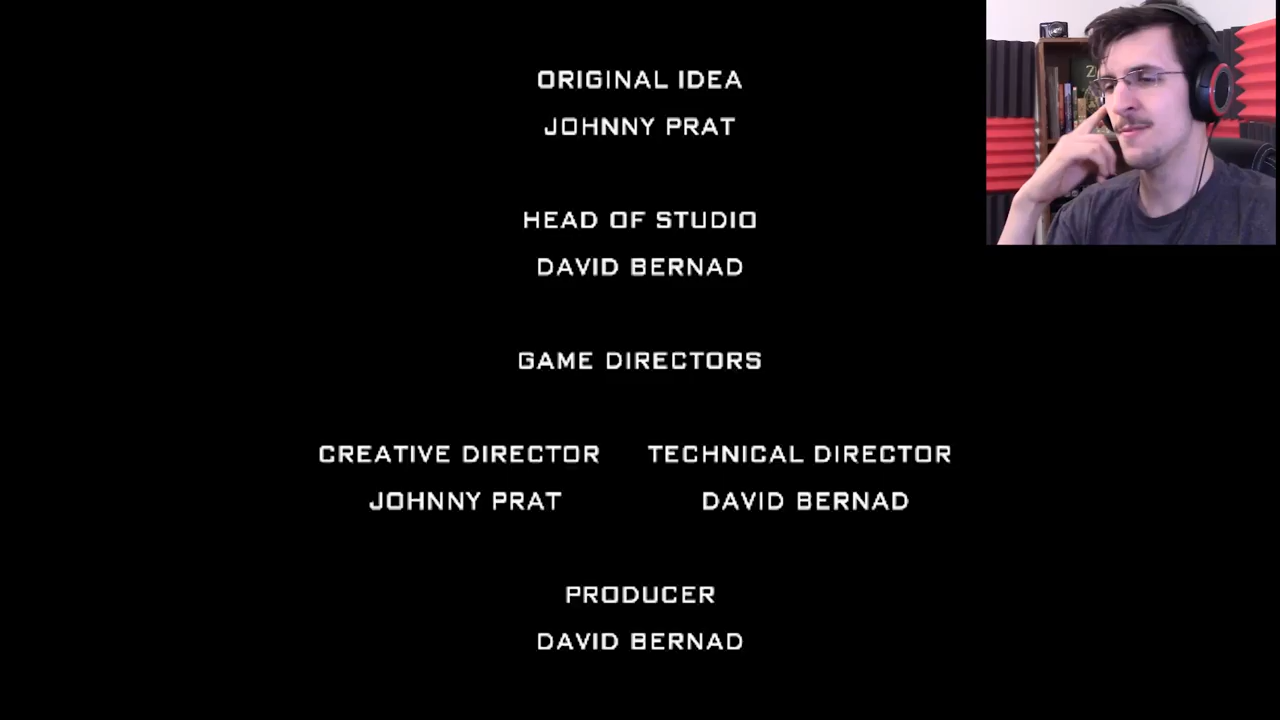 ORIGINAL IDEA
JOHNNY PRAT
HEAD OF STUDIO
DAVID BERNAD
GAME DIRECTORS
CREATIVE DIRECTOR TECHNICAL DIRECTOR
JOHNNY PRAT DAVID BERNAD
PRODUCER
DAVID BERNAD